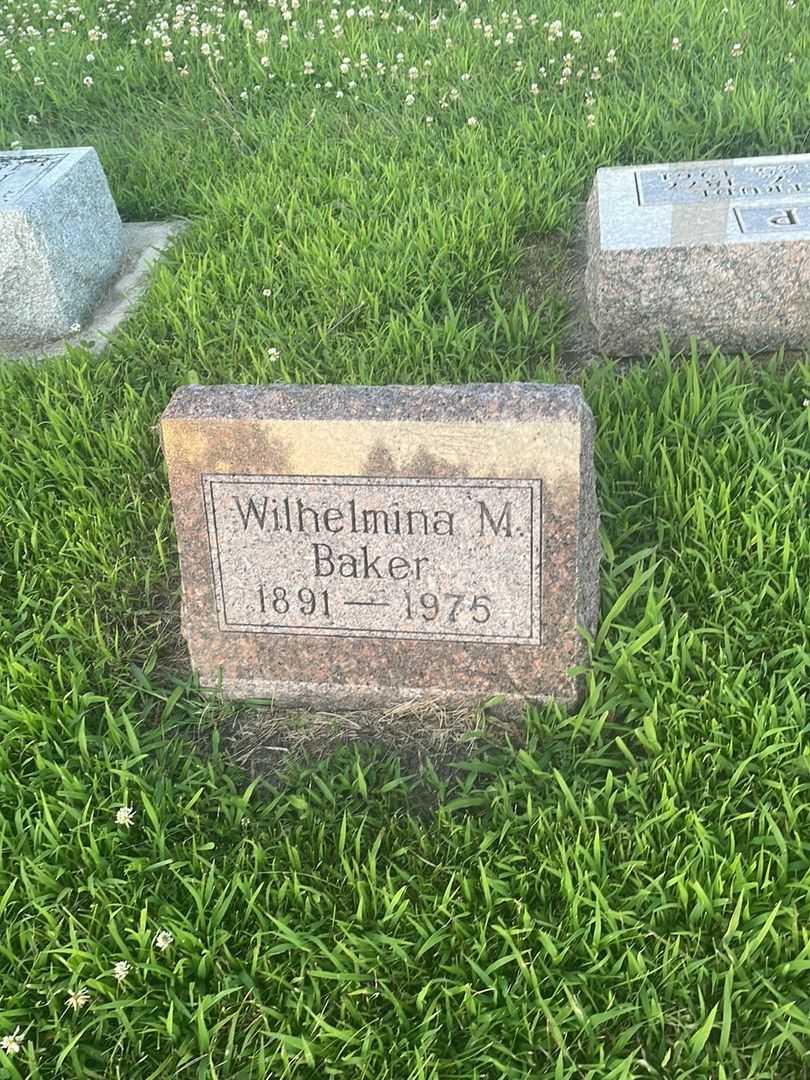 Wilhelmina M.
Baker
1891 — 1975